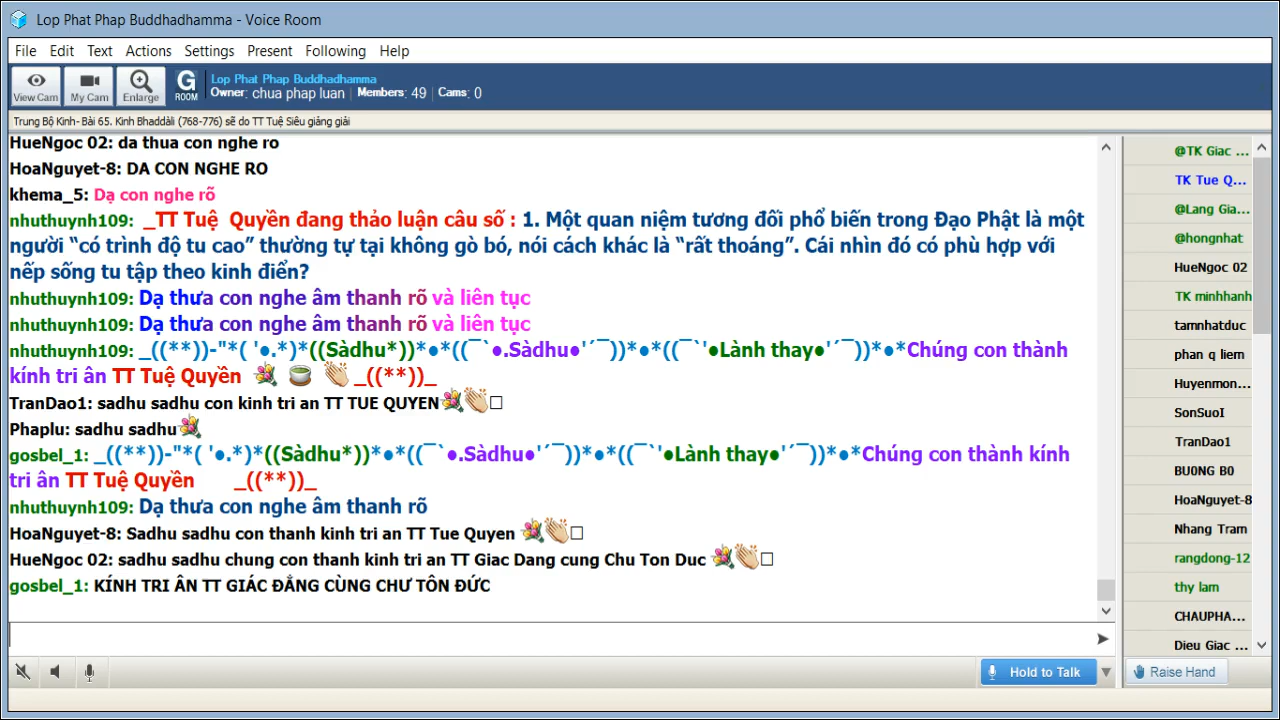 Lop Phat Phap Buddhadhamma - Voice Room
File Edit Text Actions Settings Present Following Help
View Cam My Cam Enlarge G ROOM Lop Phat Phap Buddhadhamma
Owner: chua phap luan Members: 49 Cams: 0
Trung Bộ Kinh- Bài 65. Kinh Bhaddàli (768-776) sẽ do TT Tuệ Siêu giảng giải
HueNgoc 02: da thua con nghe ro
HoaNguyet-8: DA CON NGHE RO
khema_5: Dạ con nghe rõ
nhuthuynh109: _TT Tuệ Quyền đang thảo luận câu số : 1. Một quan niệm tương đối phổ biến trong Đạo Phật là một
người “có trình độ tu cao” thường tự tại không gò bó, nói cách khác là “rất thoáng”. Cái nhìn đó có phù hợp với
nếp sống tu tập theo kinh điển?
nhuthuynh109: Dạ thưa con nghe âm thanh rõ và liên tục
nhuthuynh109: Dạ thưa con nghe âm thanh rõ và liên tục
nhuthuynh109: _((**))-"*( '●.*)*((Sàdhu*))*●*((¯`●.Sàdhu●'´¯))*●*((¯`'●Lành thay●'´¯))*●*Chúng con thành
kính tri ân TT Tuệ Quyền 💐 🍵 👏 _((**))_
TranDao1: sadhu sadhu con kinh tri an TT TUE QUYEN💐👏□
Phaplu: sadhu sadhu💐
gosbel_1: _((**))-"*( '●.*)*((Sàdhu*))*●*((¯`●.Sàdhu●'´¯))*●*((¯`'●Lành thay●'´¯))*●*Chúng con thành kính
tri ân TT Tuệ Quyền _((**))_
nhuthuynh109: Dạ thưa con nghe âm thanh rõ
HoaNguyet-8: Sadhu sadhu con thanh kinh tri an TT Tue Quyen 💐👏□
HueNgoc 02: sadhu sadhu chung con thanh kinh tri an TT Giac Dang cung Chu Ton Duc 💐👏□
gosbel_1: KÍNH TRI ÂN TT GIÁC ĐẲNG CÙNG CHƯ TÔN ĐỨC
@TK Giac ...
TK Tue Q...
@Lang Gia...
@hongnhat
HueNgoc 02
TK minhhanh
tamnhatduc
phan q liem
Huyenmon...
SonSuoI
TranDao1
BU0NG B0
HoaNguyet-8
Nhang Tram
rangdong-12
thy lam
CHAUPHA...
Dieu Giac ...
Hold to Talk
Raise Hand